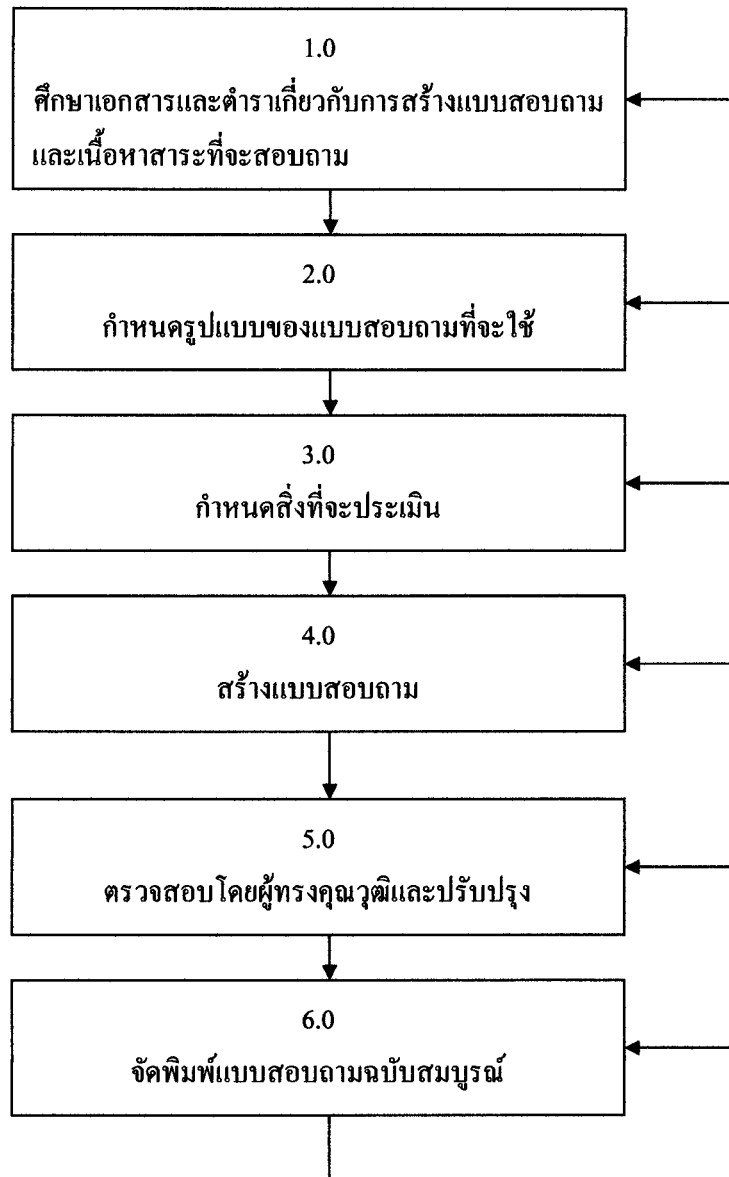 1.0
ศึกษาเอกสารและตำราเกี่ยวกับการสร้างแบบสอบถาม
และเนื้อหาสาระที่จะสอบถาม
2.0
กำหนดรูปแบบของแบบสอบถามที่จะใช้
3.0
กำหนดสิ่งที่จะประเมิน
4.0
สร้างแบบสอบถาม
5.0
ตรวจสอบโดยผู้ทรงคุณวุฒิและปรับปรุง
6.0
จัดพิมพ์แบบสอบถามฉบับสมบูรณ์